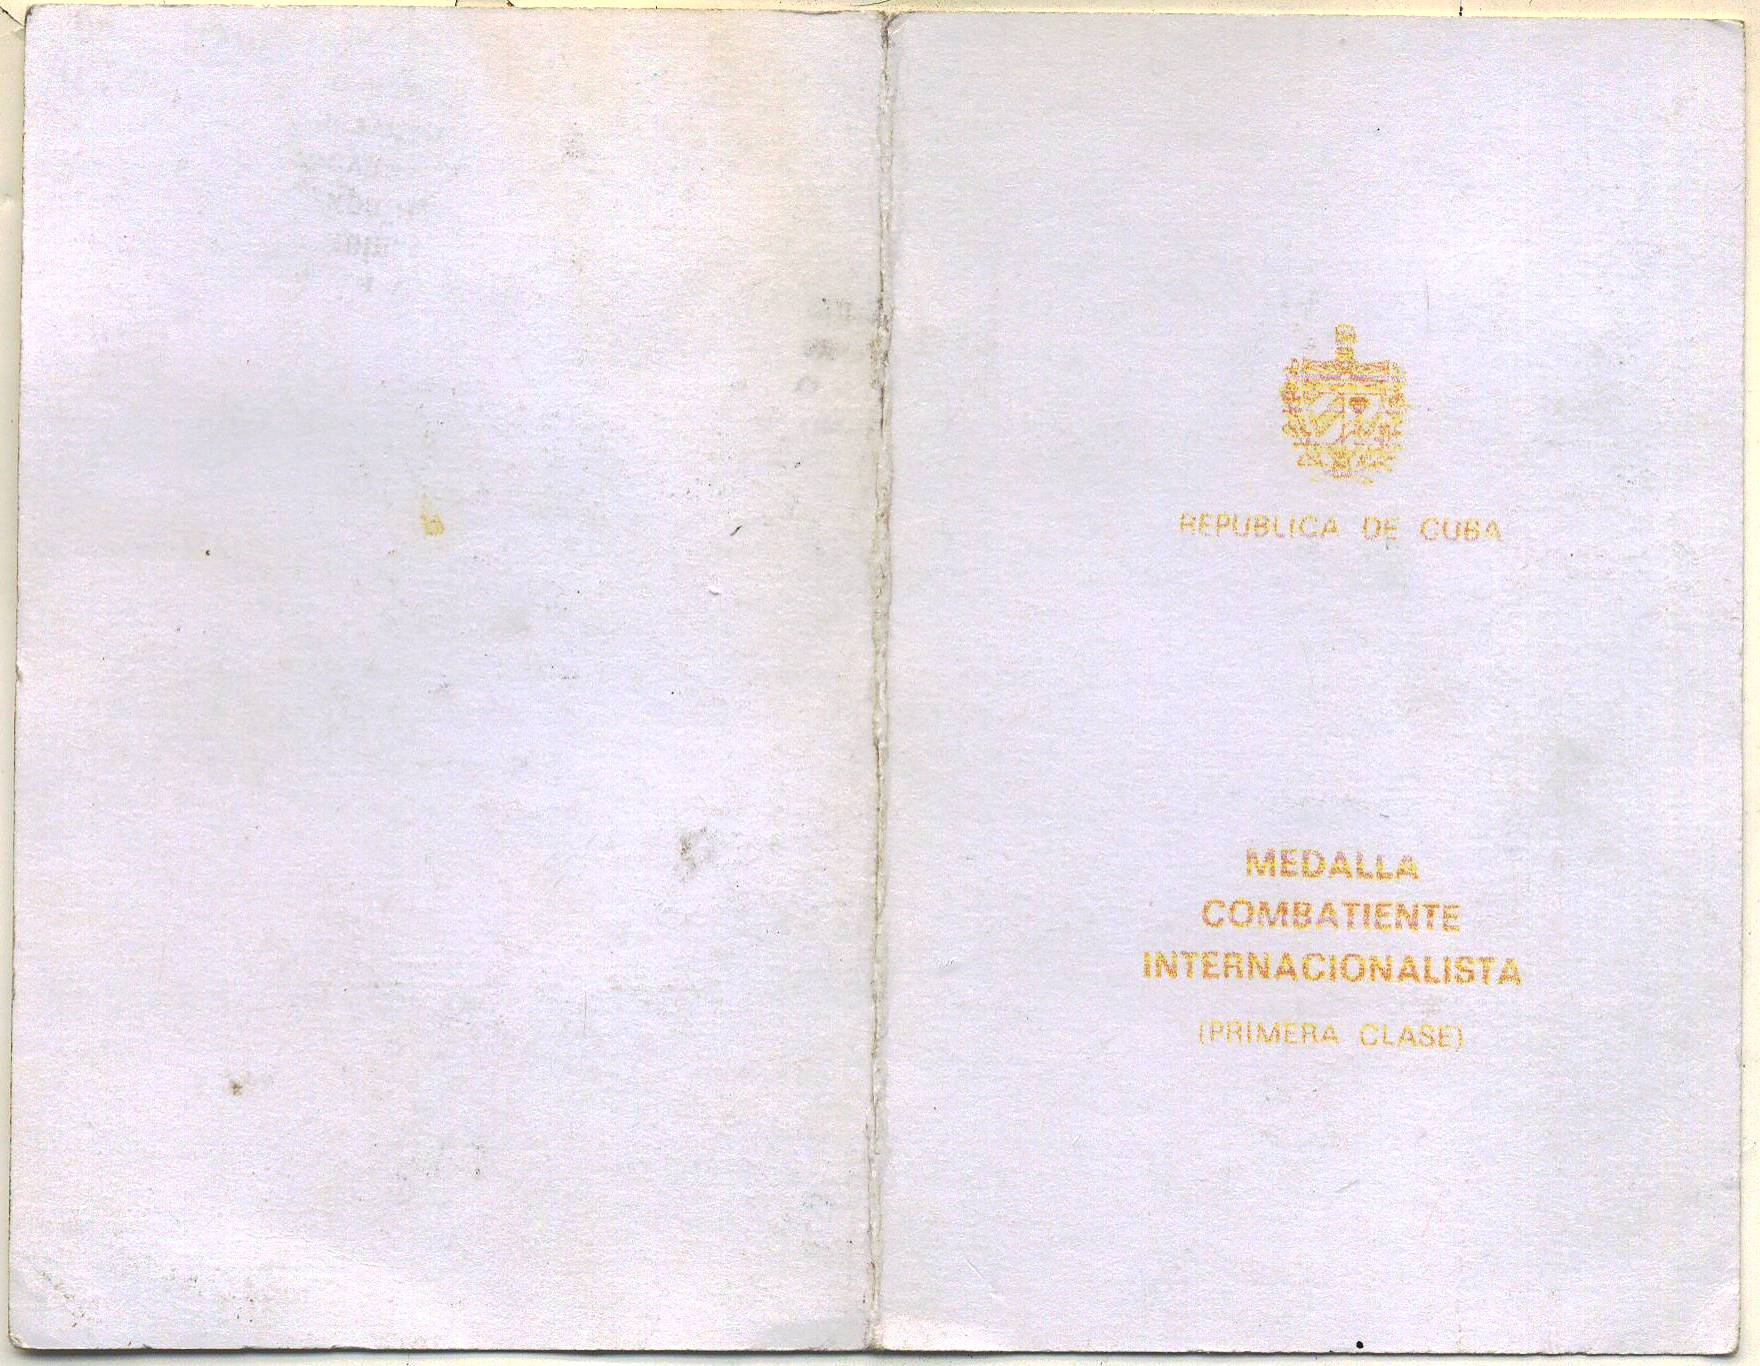 REPUBLICA DE CUBA
MEDALLA
COMBATIENTE
INTERNACIONALISTA
(PRIMERA CLASE)